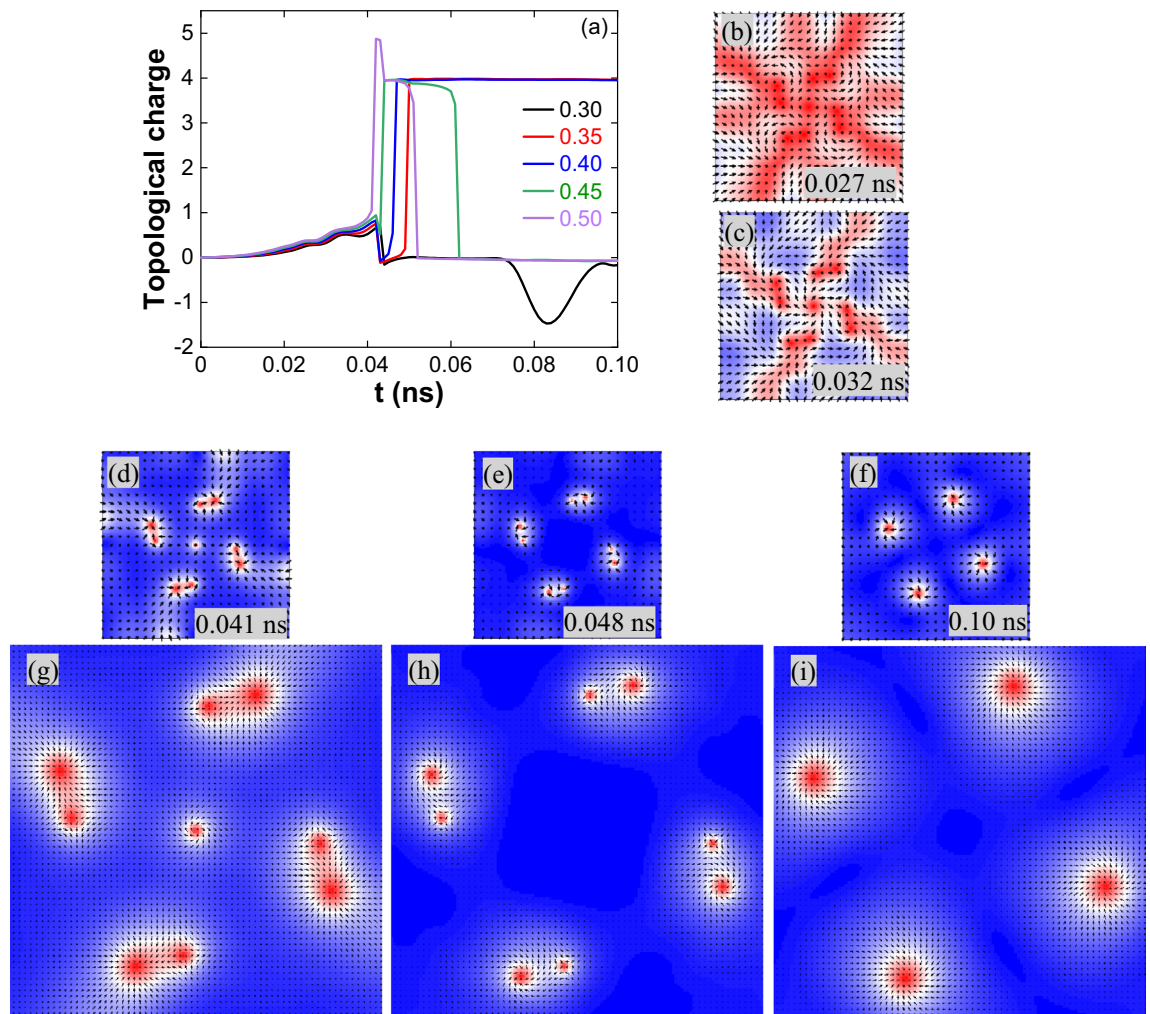 (a)
Topological charge
5
4
3
2
1
0
-1
-2
0.30
0.35
0.40
0.45
0.50
0
0.02
0.04
0.06
0.08
0.10
t (ns)
(b)
0.027 ns
(c)
0.032 ns
(d)
0.041 ns
(e)
0.048 ns
(f)
0.10 ns
(g)
(h)
(i)